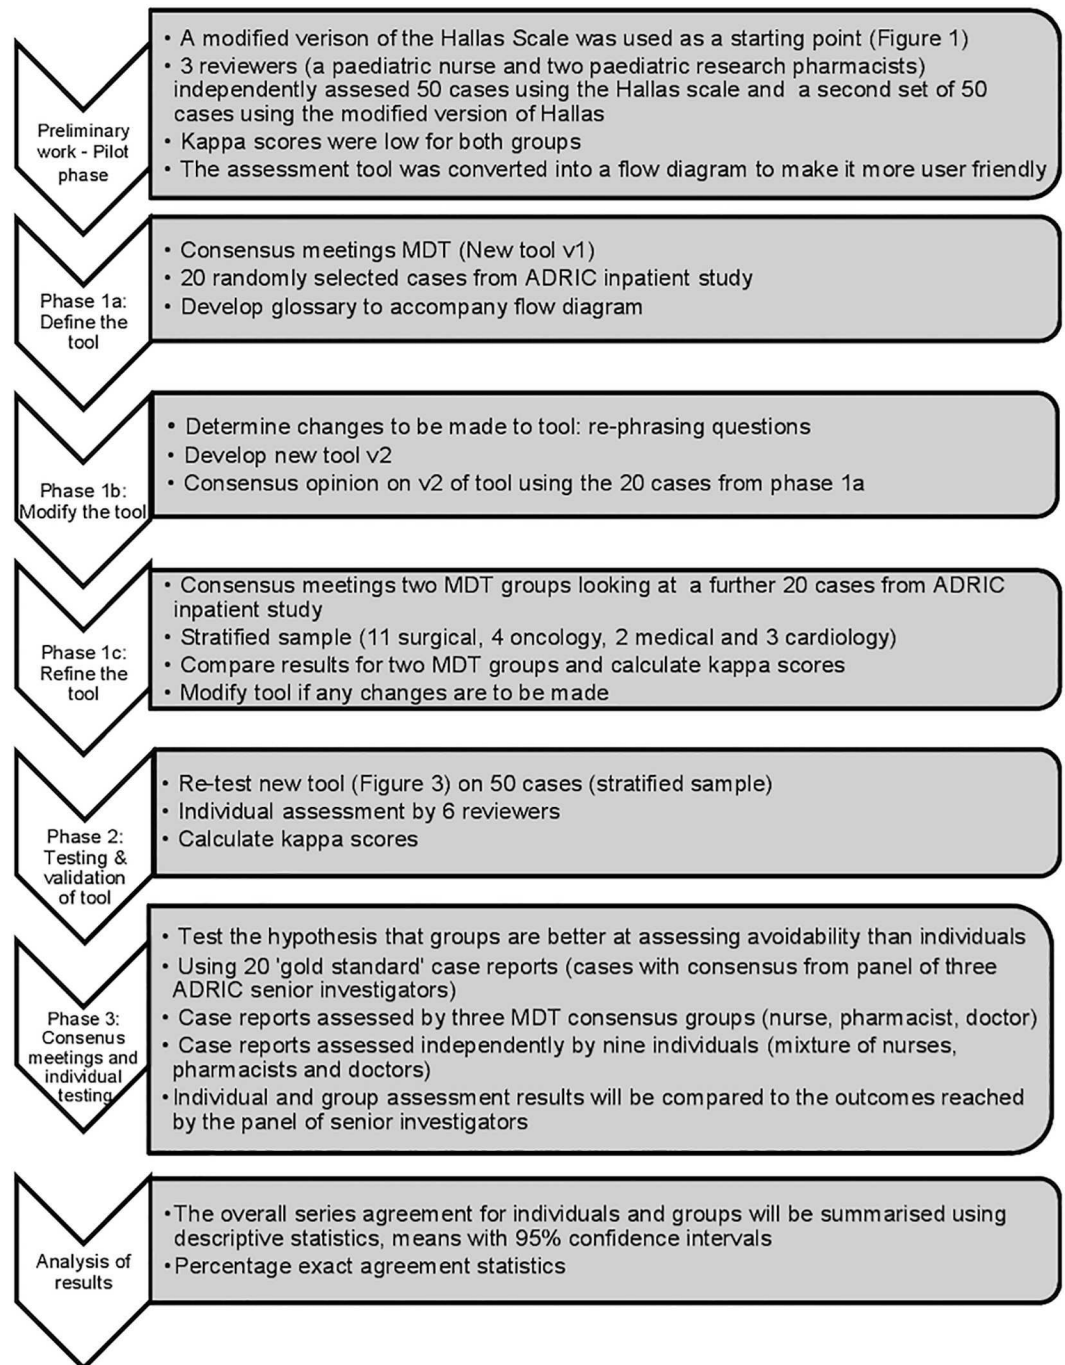 Preliminary
work - Pilot
phase
• A modified verison of the Hallas Scale was used as a starting point (Figure 1)
• 3 reviewers (a paediatric nurse and two paediatric research pharmacists)
independently assesed 50 cases using the Hallas scale and a second set of 50
cases using the modified version of Hallas
• Kappa scores were low for both groups
• The assessment tool was converted into a flow diagram to make it more user friendly
Phase 1a:
Define the
tool
• Consensus meetings MDT (New tool v1)
• 20 randomly selected cases from ADRIC inpatient study
• Develop glossary to accompany flow diagram
Phase 1b:
Modify the tool
• Determine changes to be made to tool: re-phrasing questions
• Develop new tool v2
• Consensus opinion on v2 of tool using the 20 cases from phase 1a
Phase 1c:
Refine the
tool
• Consensus meetings two MDT groups looking at a further 20 cases from ADRIC
inpatient study
• Stratified sample (11 surgical, 4 oncology, 2 medical and 3 cardiology)
• Compare results for two MDT groups and calculate kappa scores
• Modify tool if any changes are to be made
Phase 2:
Testing &
validation
of tool
• Re-test new tool (Figure 3) on 50 cases (stratified sample)
• Individual assessment by 6 reviewers
• Calculate kappa scores
Phase 3:
Consenus
meetings and
individual
testing
• Test the hypothesis that groups are better at assessing avoidability than individuals
• Using 20 'gold standard' case reports (cases with consensus from panel of three
ADRIC senior investigators)
• Case reports assessed by three MDT consensus groups (nurse, pharmacist, doctor)
• Case reports assessed independently by nine individuals (mixture of nurses,
pharmacists and doctors)
• Individual and group assessment results will be compared to the outcomes reached
by the panel of senior investigators
Analysis of
results
• The overall series agreement for individuals and groups will be summarised using
descriptive statistics, means with 95% confidence intervals
• Percentage exact agreement statistics